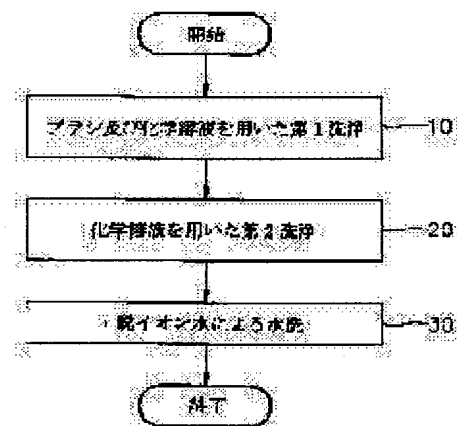 開始
ブラシ及び化学溶液を用いた第1洗浄
10
化学溶液を用いた第2洗浄
20
脱イオン水による水洗
30
終了